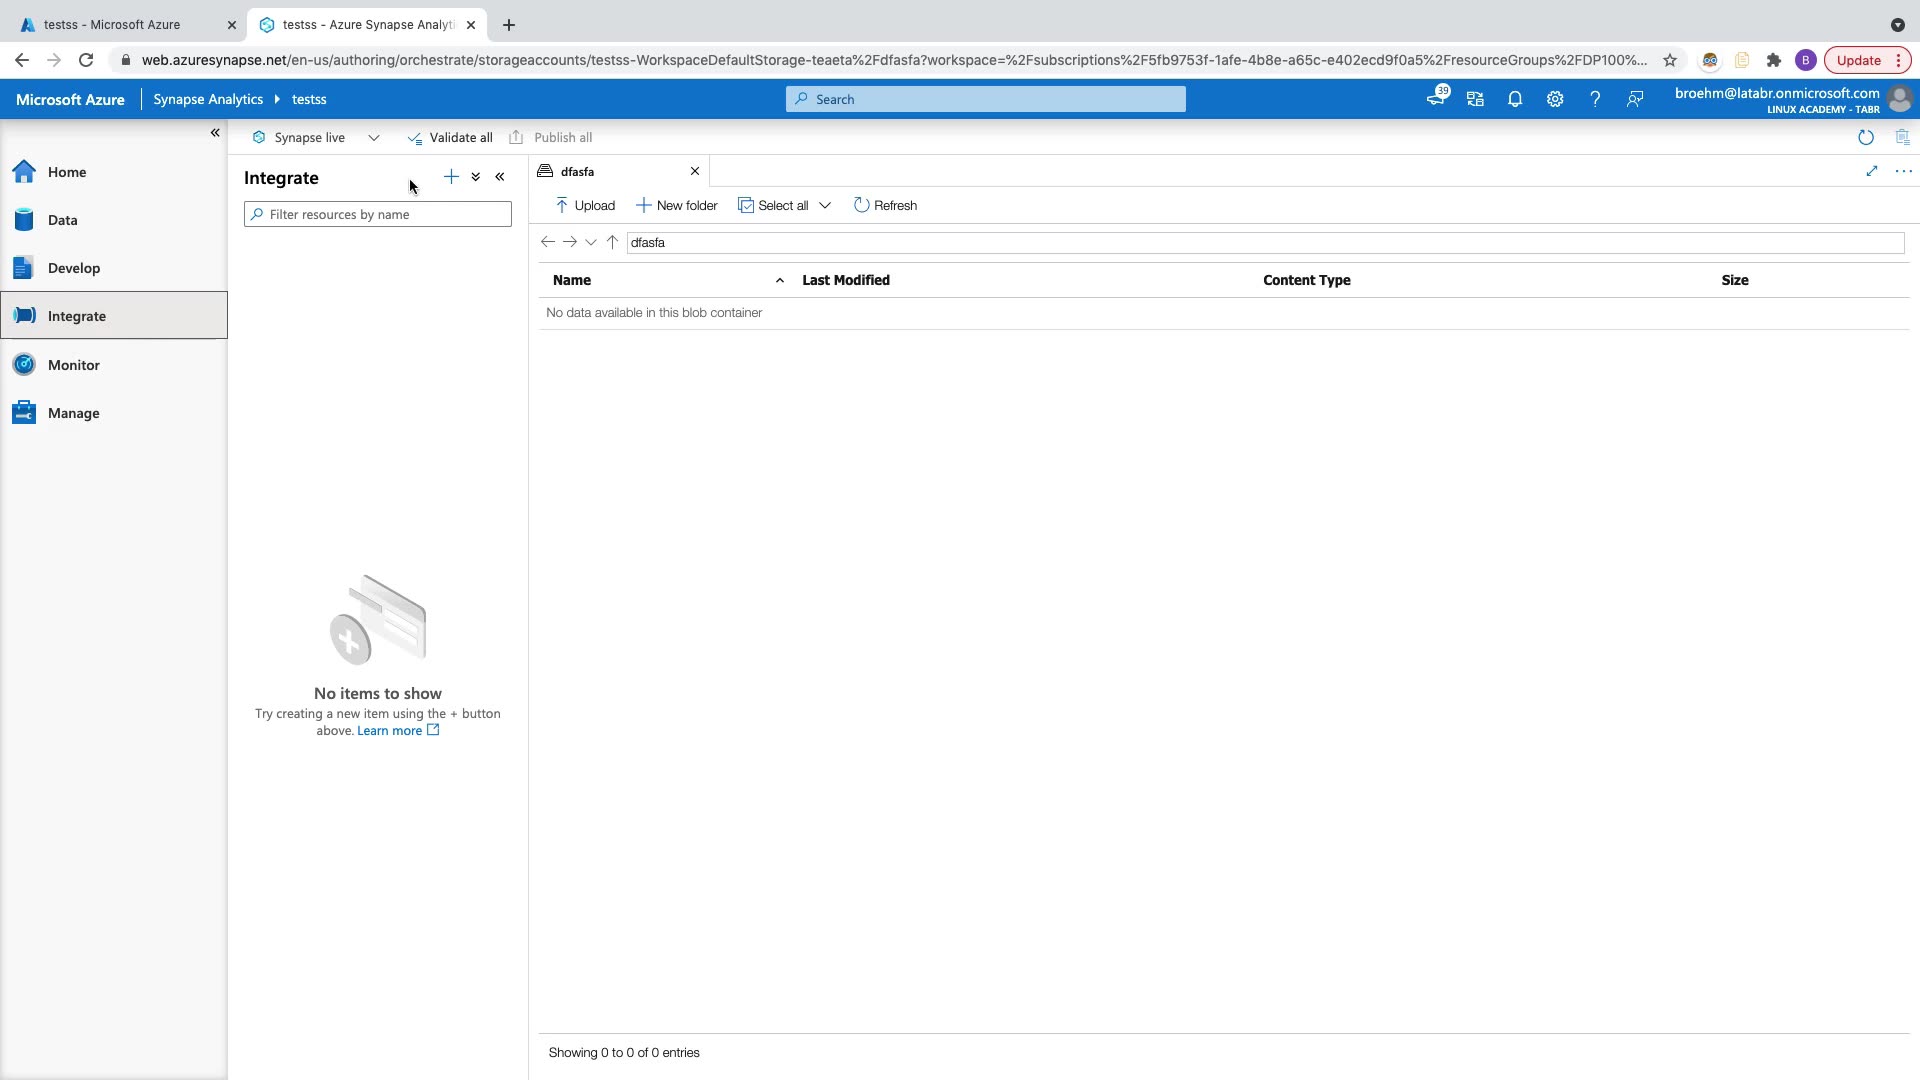 testss - Microsoft Azure
testss - Azure Synapse Analyti
web.azuresynapse.net/en-us/authoring/orchestrate/storageaccounts/testss-WorkspaceDefaultStorage-teaeta%2Fdfasfa?workspace=%2Fsubscriptions%2F5fb9753f-1afe-4b8e-a65c-e402ecd9f0a5%2FresourceGroups%2FDP100%...
B
Update
Microsoft Azure
Synapse Analytics
testss
Search
39
broehm@latabr.onmicrosoft.com
LINUX ACADEMY - TABR
Synapse live
Validate all
Publish all
Home
Data
Develop
Integrate
Monitor
Manage
Integrate
Filter resources by name
No items to show
Try creating a new item using the + button
above. Learn more
dfasfa
Upload
New folder
Select all
Refresh
dfasfa
Name
Last Modified
Content Type
Size
No data available in this blob container
Showing 0 to 0 of 0 entries